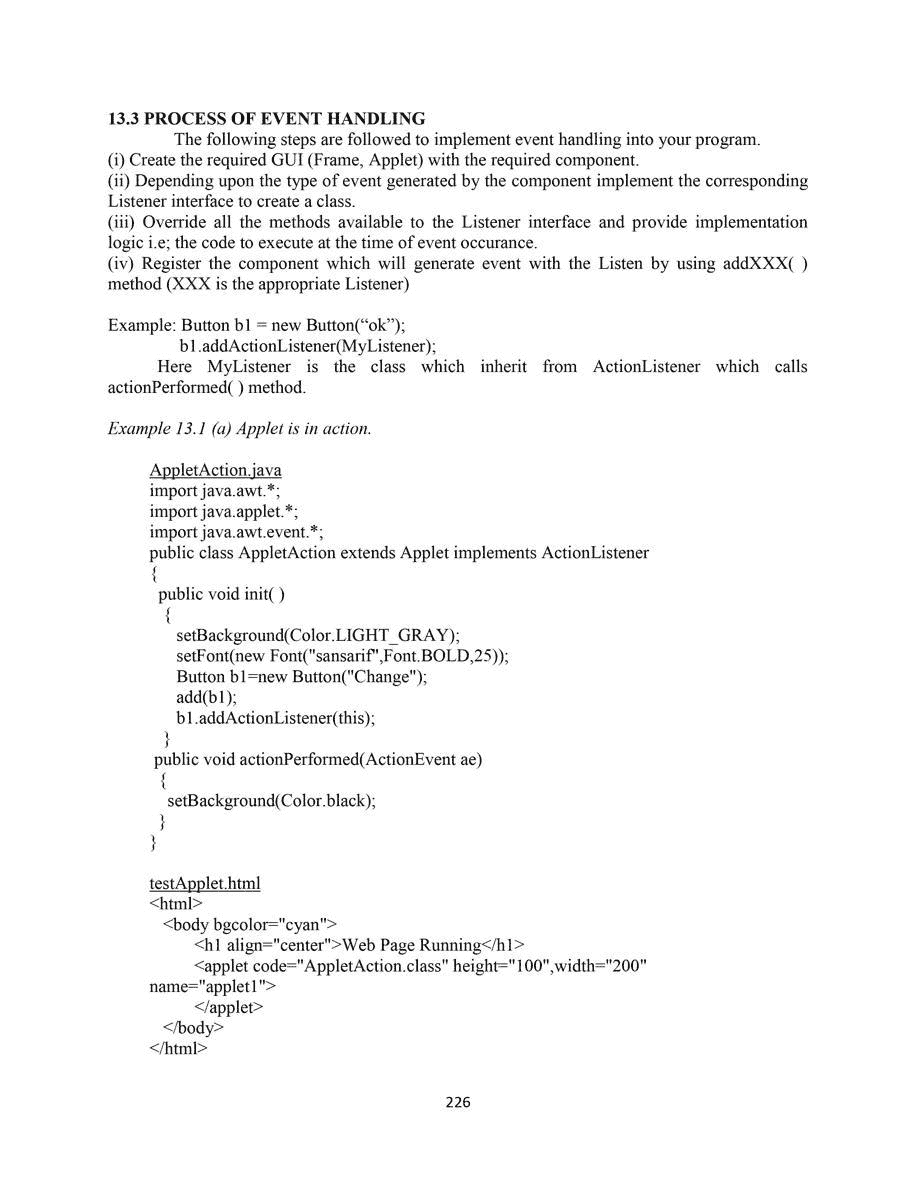 13.3 PROCESS OF EVENT HANDLING
The following steps are followed to implement event handling into your program.
(i) Create the required GUI (Frame, Applet) with the required component.
(ii) Depending upon the type of event generated by the component implement the corresponding
Listener interface to create a class.
(iii) Override all the methods available to the Listener interface and provide implementation
logic i.e; the code to execute at the time of event occurance.
(iv) Register the component which will generate event with the Listen by using addXXX( )
method (XXX is the appropriate Listener)
Example: Button b1 = new Button(“ok”);
b1.addActionListener(MyListener);
Here MyListener is the class which inherit from ActionListener which calls
actionPerformed( ) method.
Example 13.1 (a) Applet is in action.
AppletAction.java
import java.awt.*;
import java.applet.*;
import java.awt.event.*;
public class AppletAction extends Applet implements ActionListener
{
public void init( )
{
setBackground(Color.LIGHT_GRAY);
setFont(new Font("sansarif",Font.BOLD,25));
Button b1=new Button("Change");
add(b1);
b1.addActionListener(this);
}
public void actionPerformed(ActionEvent ae)
{
setBackground(Color.black);
}
}
testApplet.html
<html>
<body bgcolor="cyan">
<h1 align="center">Web Page Running</h1>
<applet code="AppletAction.class" height="100",width="200"
name="applet1">
</applet>
</body>
</html>
226